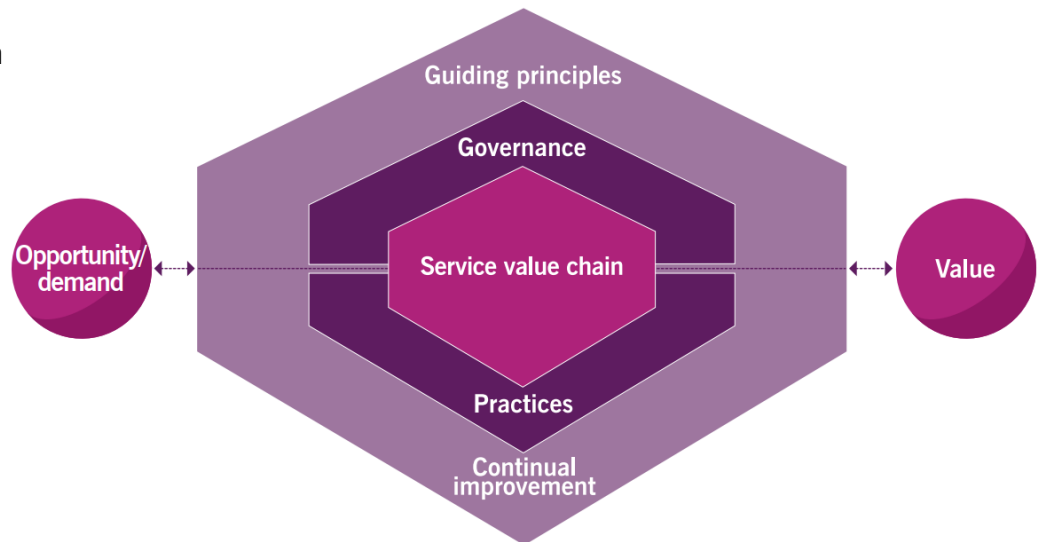 Guiding principles
Governance
Opportunity/
demand
Service value chain
Value
Practices
Continual
improvement